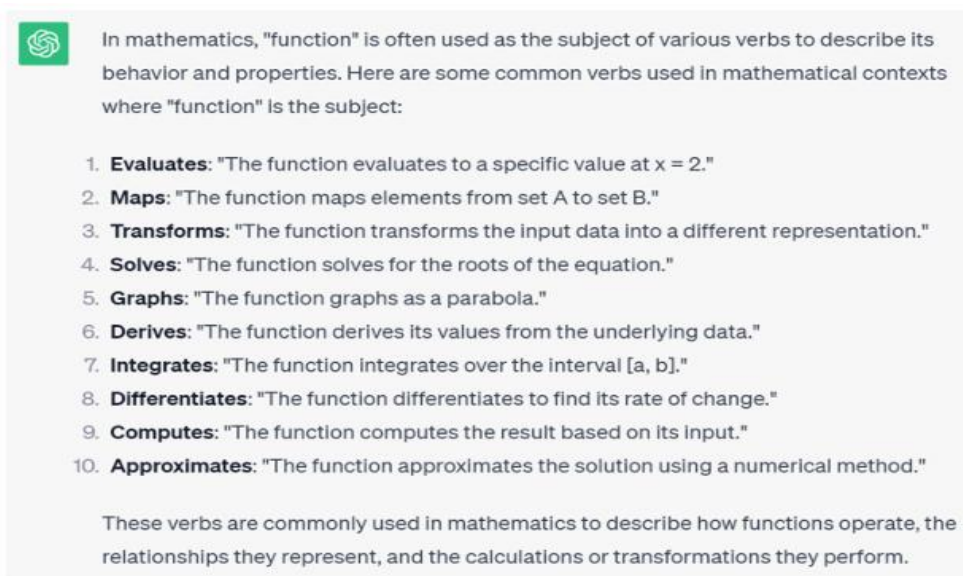 In mathematics, "function" is often used as the subject of various verbs to describe its
behavior and properties. Here are some common verbs used in mathematical contexts
where "function" is the subject:
1. Evaluates: "The function evaluates to a specific value at x = 2."
2. Maps: "The function maps elements from set A to set B."
3. Transforms: "The function transforms the input data into a different representation."
4. Solves: "The function solves for the roots of the equation."
5. Graphs: "The function graphs as a parabola."
6. Derives: "The function derives its values from the underlying data."
7. Integrates: "The function integrates over the interval [a, b]."
8. Differentiates: "The function differentiates to find its rate of change."
9. Computes: "The function computes the result based on its input."
10. Approximates: "The function approximates the solution using a numerical method."
These verbs are commonly used in mathematics to describe how functions operate, the
relationships they represent, and the calculations or transformations they perform.